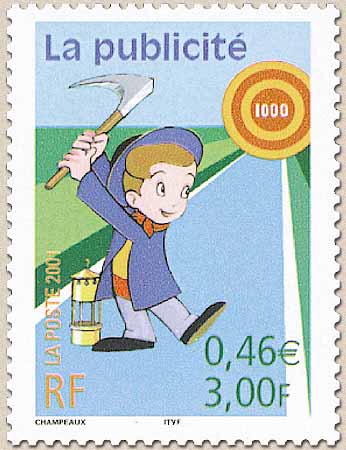 La publicité
1000
LA POSTE 2001
0,46€
3,00F
RF
CHAMPEAUX - ITVF